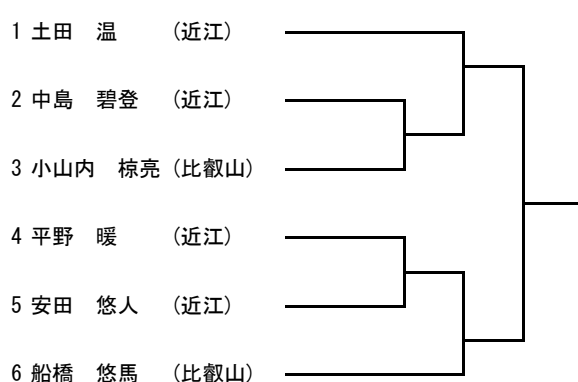 1 土田　温　　（近江）
2 中島　碧登　（近江）
3 小山内　椋亮（比叡山）
4 平野　暖　　（近江）
5 安田　悠人　（近江）
6 船橋　悠馬　（比叡山）